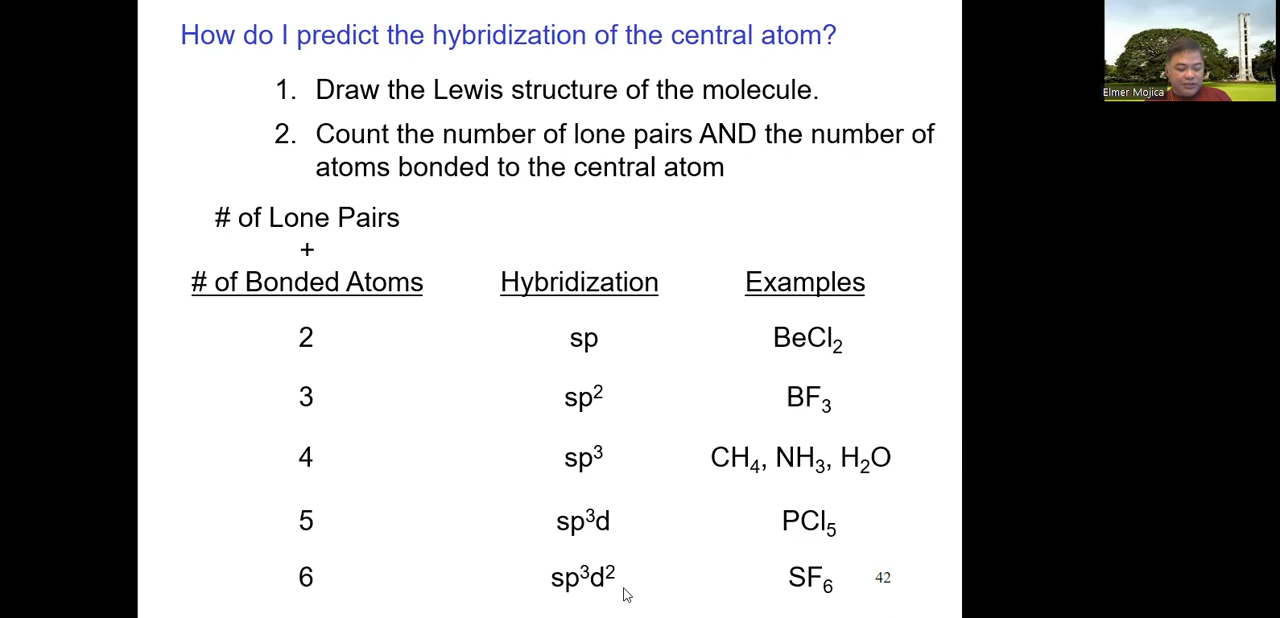 How do I predict the hybridization of the central atom?
1. Draw the Lewis structure of the molecule.
2. Count the number of lone pairs AND the number of
atoms bonded to the central atom
# of Lone Pairs
+
# of Bonded Atoms Hybridization Examples
2 sp BeCl₂
3 sp² BF₃
4 sp³ CH₄, NH₃, H₂O
5 sp³d PCl₅
6 sp³d² SF₆
42
Elmer Mojica